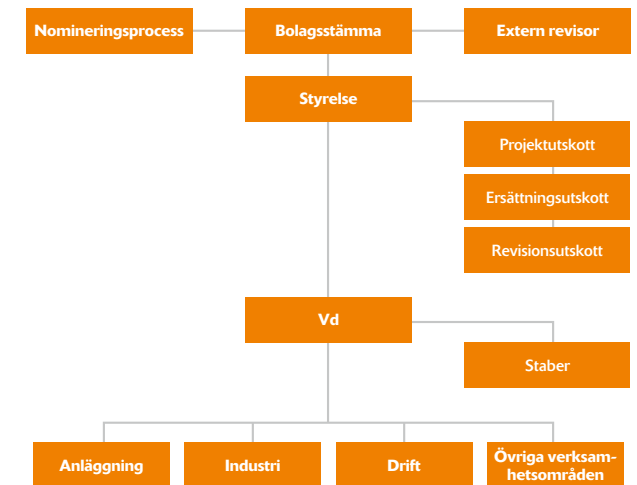 Nomineringsprocess
Bolagsstämma
Extern revisor
Styrelse
Projektutskott
Ersättningsutskott
Revisionsutskott
Vd
Staber
Anläggning
Industri
Drift
Övriga verksam-
hetsområden